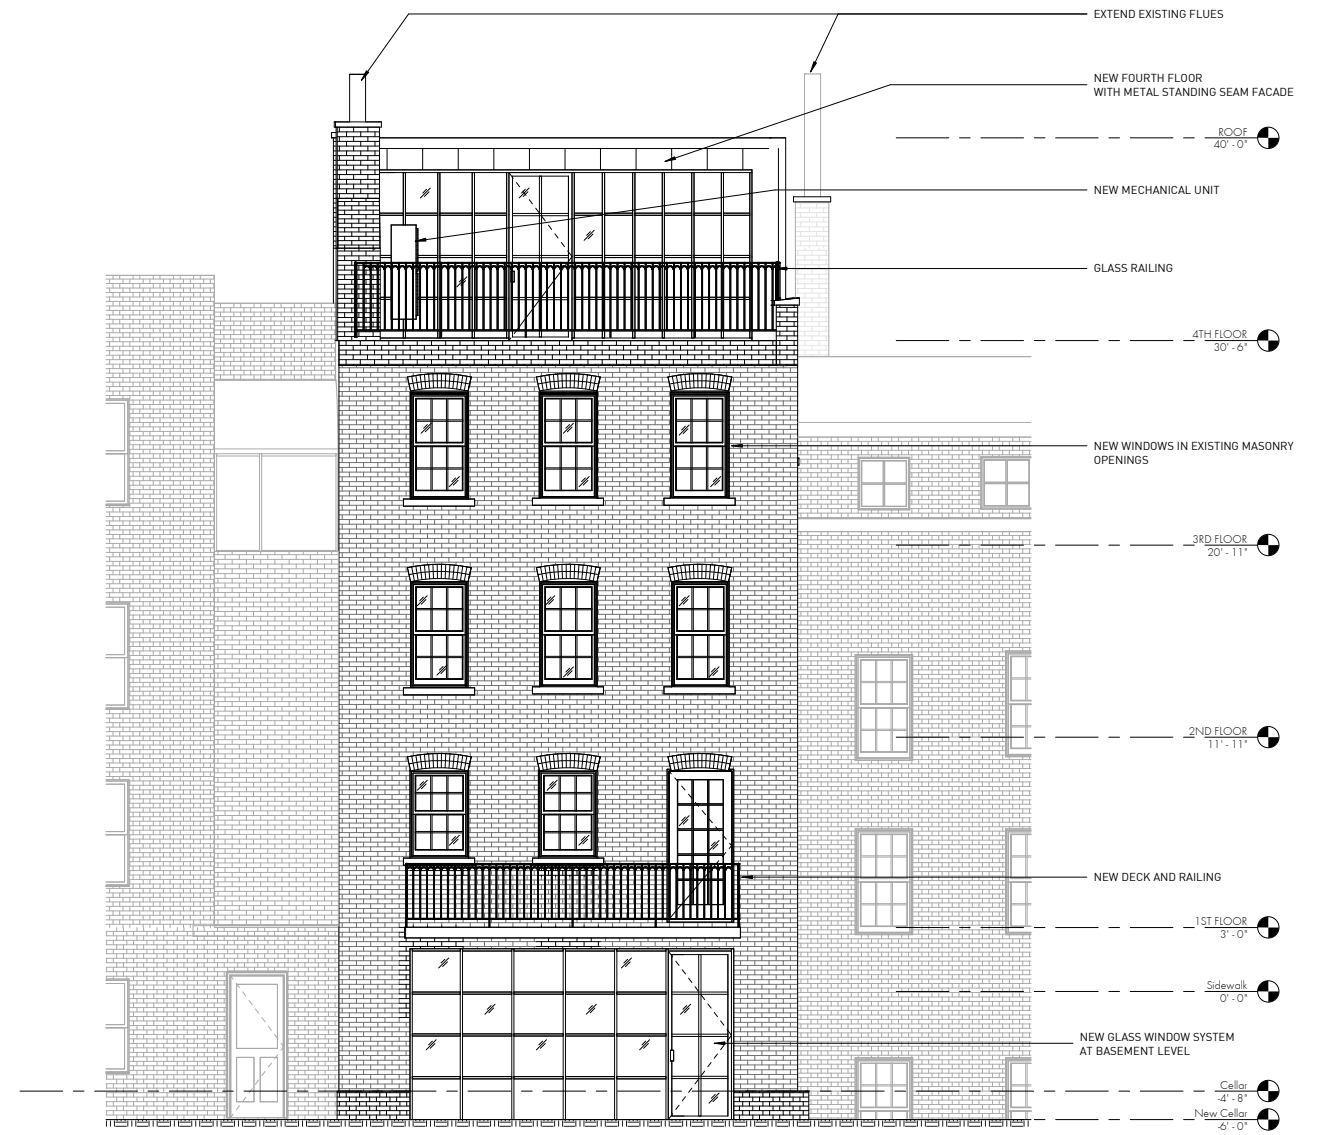 EXTEND EXISTING FLUES
NEW FOURTH FLOOR
WITH METAL STANDING SEAM FACADE
ROOF
40' - 0"
NEW MECHANICAL UNIT
GLASS RAILING
4TH FLOOR
30' - 6"
NEW WINDOWS IN EXISTING MASONRY
OPENINGS
3RD FLOOR
20' - 11"
2ND FLOOR
11' - 11"
NEW DECK AND RAILING
1ST FLOOR
3' - 0"
Sidewalk
0' - 0"
NEW GLASS WINDOW SYSTEM
AT BASEMENT LEVEL
Cellar
-4' - 8"
New Cellar
-6' - 0"